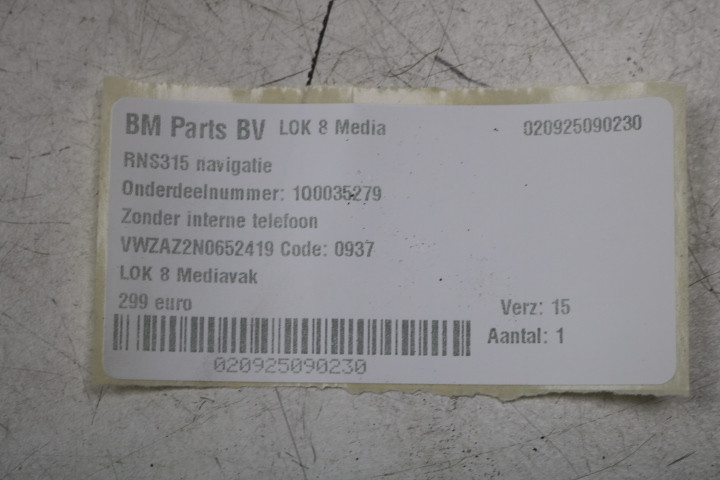 BM Parts BV LOK 8 Media 020925090230
RNS315 navigatie
Onderdeelnummer: 1Q0035279
Zonder interne telefoon
VWZAZ2N0652419 Code: 0937
LOK 8 Mediavak
299 euro Verz: 15
Aantal: 1
020925090230